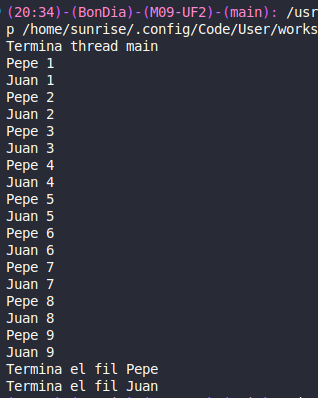 (20:34)-(BonDia)-(M09-UF2)-(main): /usr
p /home/sunrise/.config/Code/User/works
Termina thread main
Pepe 1
Juan 1
Pepe 2
Juan 2
Pepe 3
Juan 3
Pepe 4
Juan 4
Pepe 5
Juan 5
Pepe 6
Juan 6
Pepe 7
Juan 7
Pepe 8
Juan 8
Pepe 9
Juan 9
Termina el fil Pepe
Termina el fil Juan